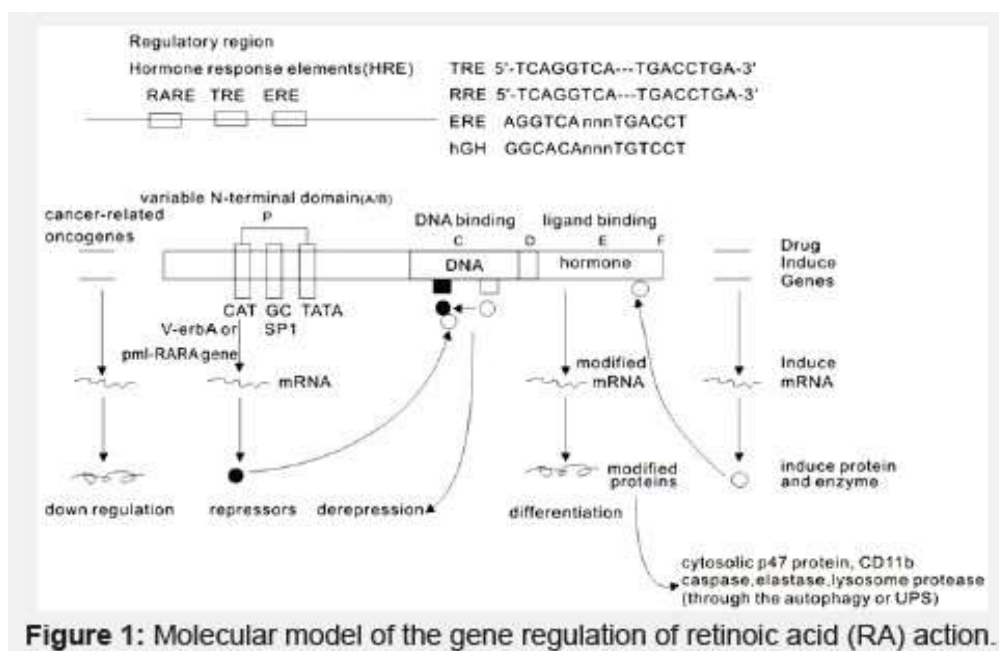 Regulatory region
Hormone response elements(HRE)
RARE TRE ERE
TRE 5'-TCAGGTCA---TGACCTGA-3'
RRE 5'-TCAGGTCA---TGACCTGA-3'
ERE AGGTCAnnnTGACCT
hGH GGCACAnnnTGTCCT
variable N-terminal domain(A/B)
P
cancer-related
oncogenes
DNA binding
C
D
ligand binding
E
F
DNA
hormone
Drug
Induce
Genes
CAT GC TATA
SP1
V-erbA or
pml-RARA gene
mRNA
modified
mRNA
Induce
mRNA
down regulation
repressors
derepression
modified
proteins
differentiation
induce protein
and enzyme
cytosolic p47 protein, CD11b
caspase,elastase,lysosome protease
(through the autophagy or UPS)
Figure 1: Molecular model of the gene regulation of retinoic acid (RA) action.